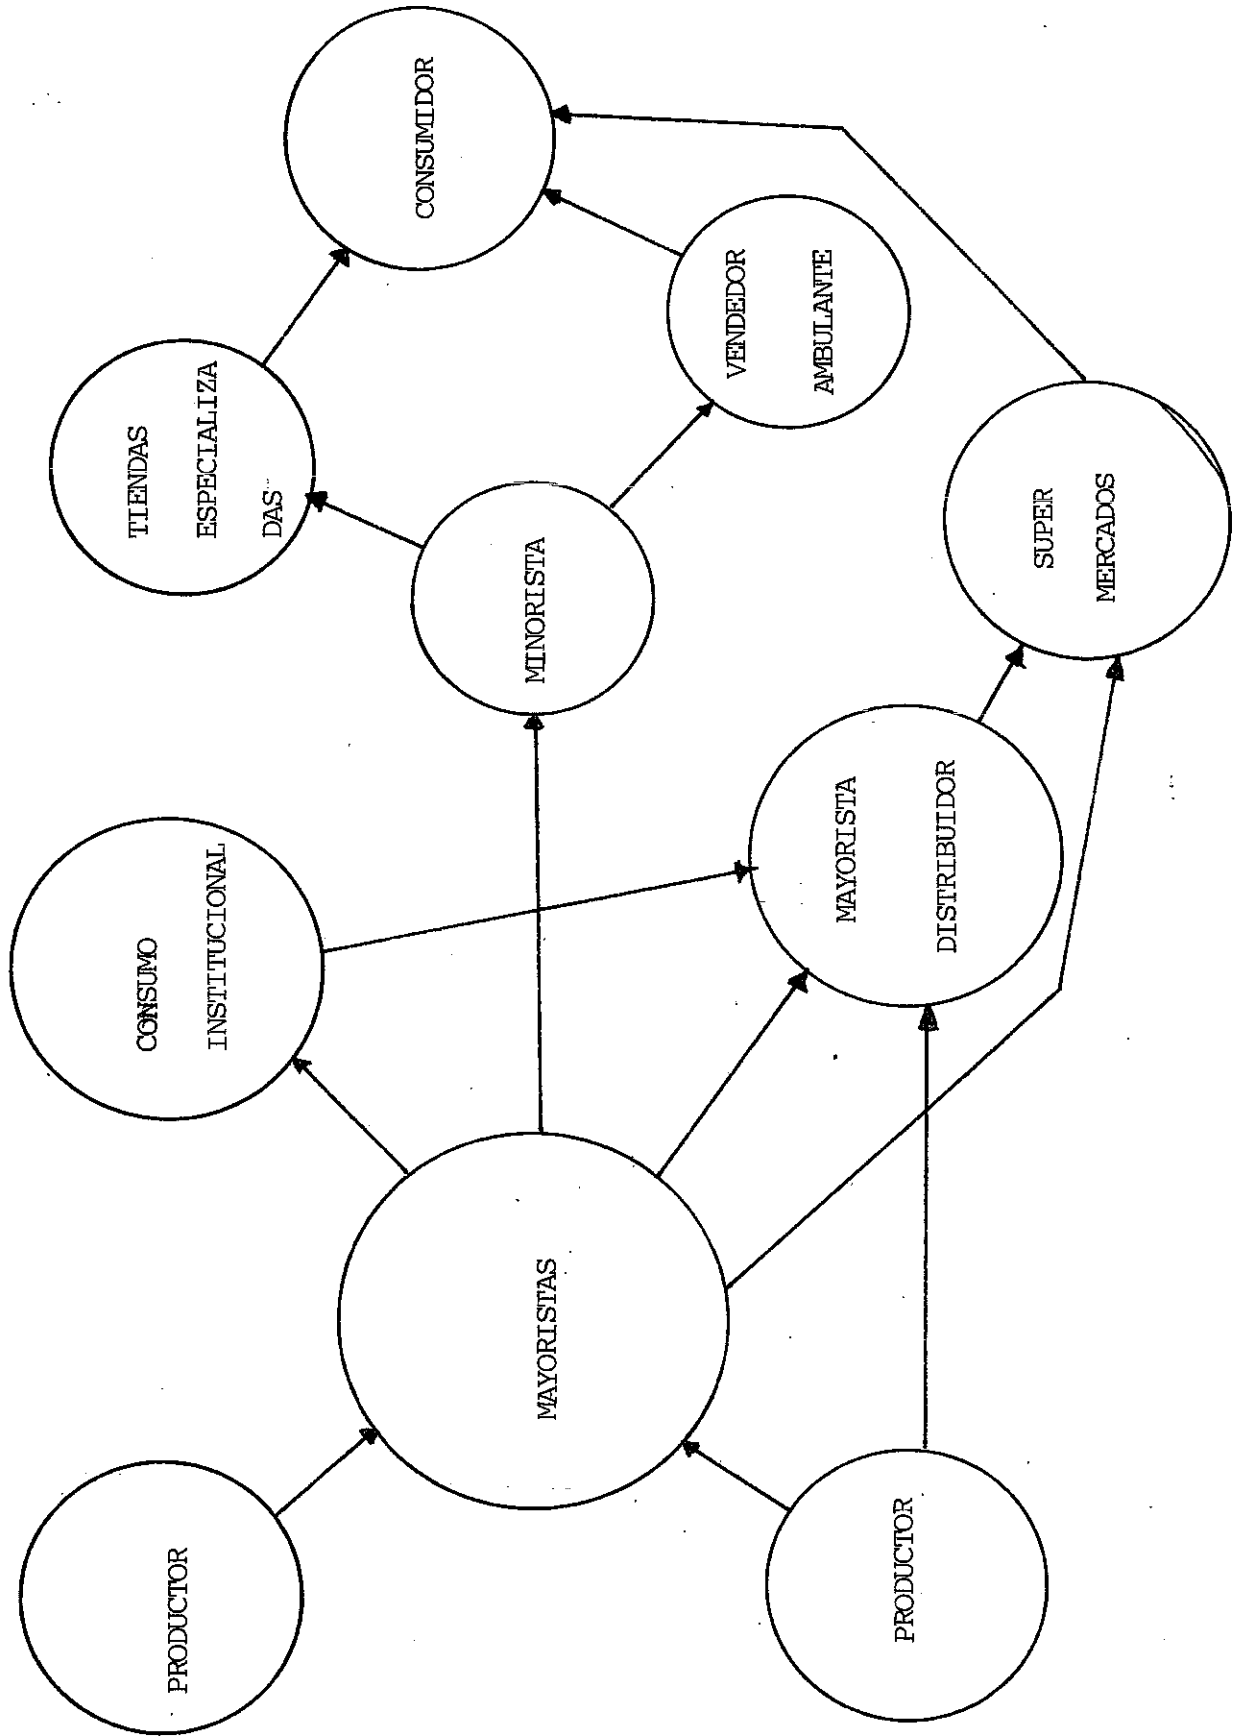 PRODUCTOR
CONSUMO
INSTITUCIONAL
TIENDAS
ESPECIALIZA
DAS
CONSUMIDOR
MAYORISTAS
MINORISTA
VENDEDOR
AMBULANTE
PRODUCTOR
MAYORISTA
DISTRIBUIDOR
SUPER
MERCADOS